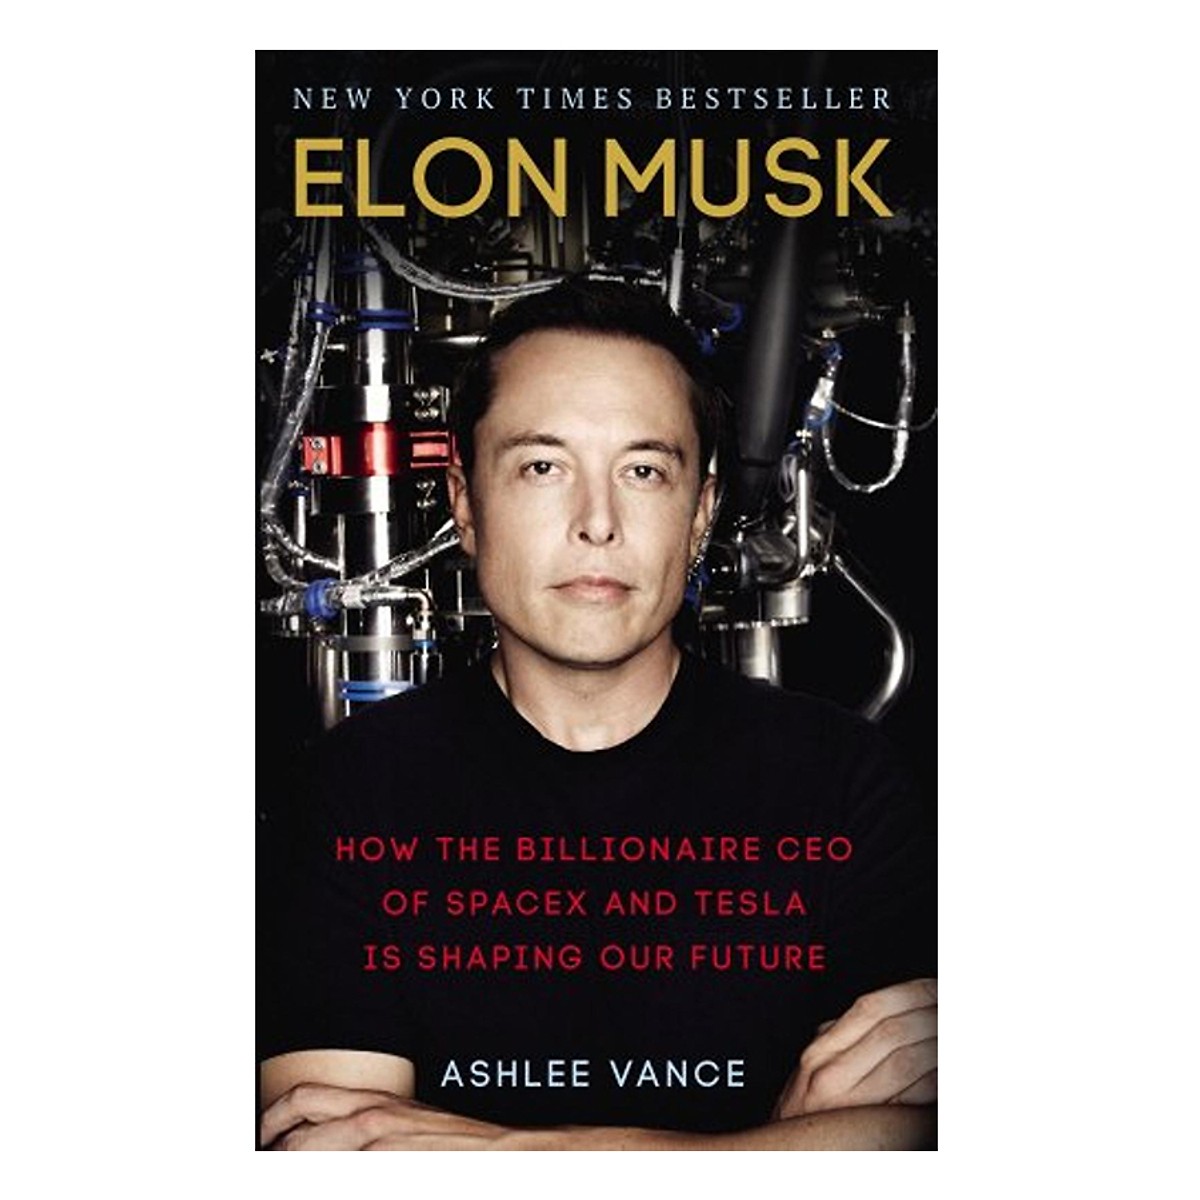 NEW YORK TIMES BESTSELLER
ELON MUSK
HOW THE BILLIONAIRE CEO
OF SPACEX AND TESLA
IS SHAPING OUR FUTURE
ASHLEE VANCE